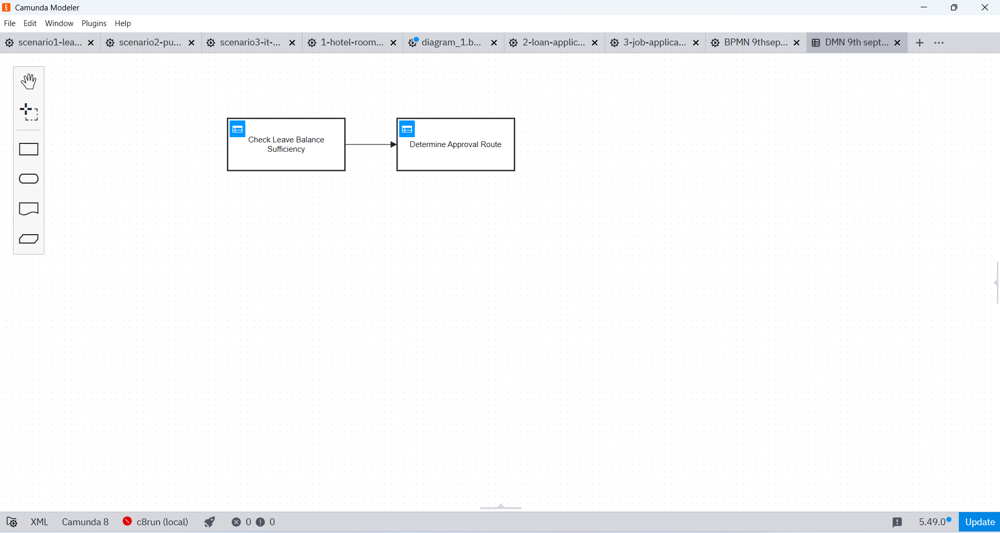 Camunda Modeler
File Edit Window Plugins Help
scenario1-lea... scenario2-pu... scenario3-it-... 1-hotel-room... diagram_1.b... 2-loan-applic... 3-job-applica... BPMN 9thsep... DMN 9th sept...
Check Leave Balance
Sufficiency
Determine Approval Route
XML Camunda 8 c8run (local) 0 0 5.49.0 Update